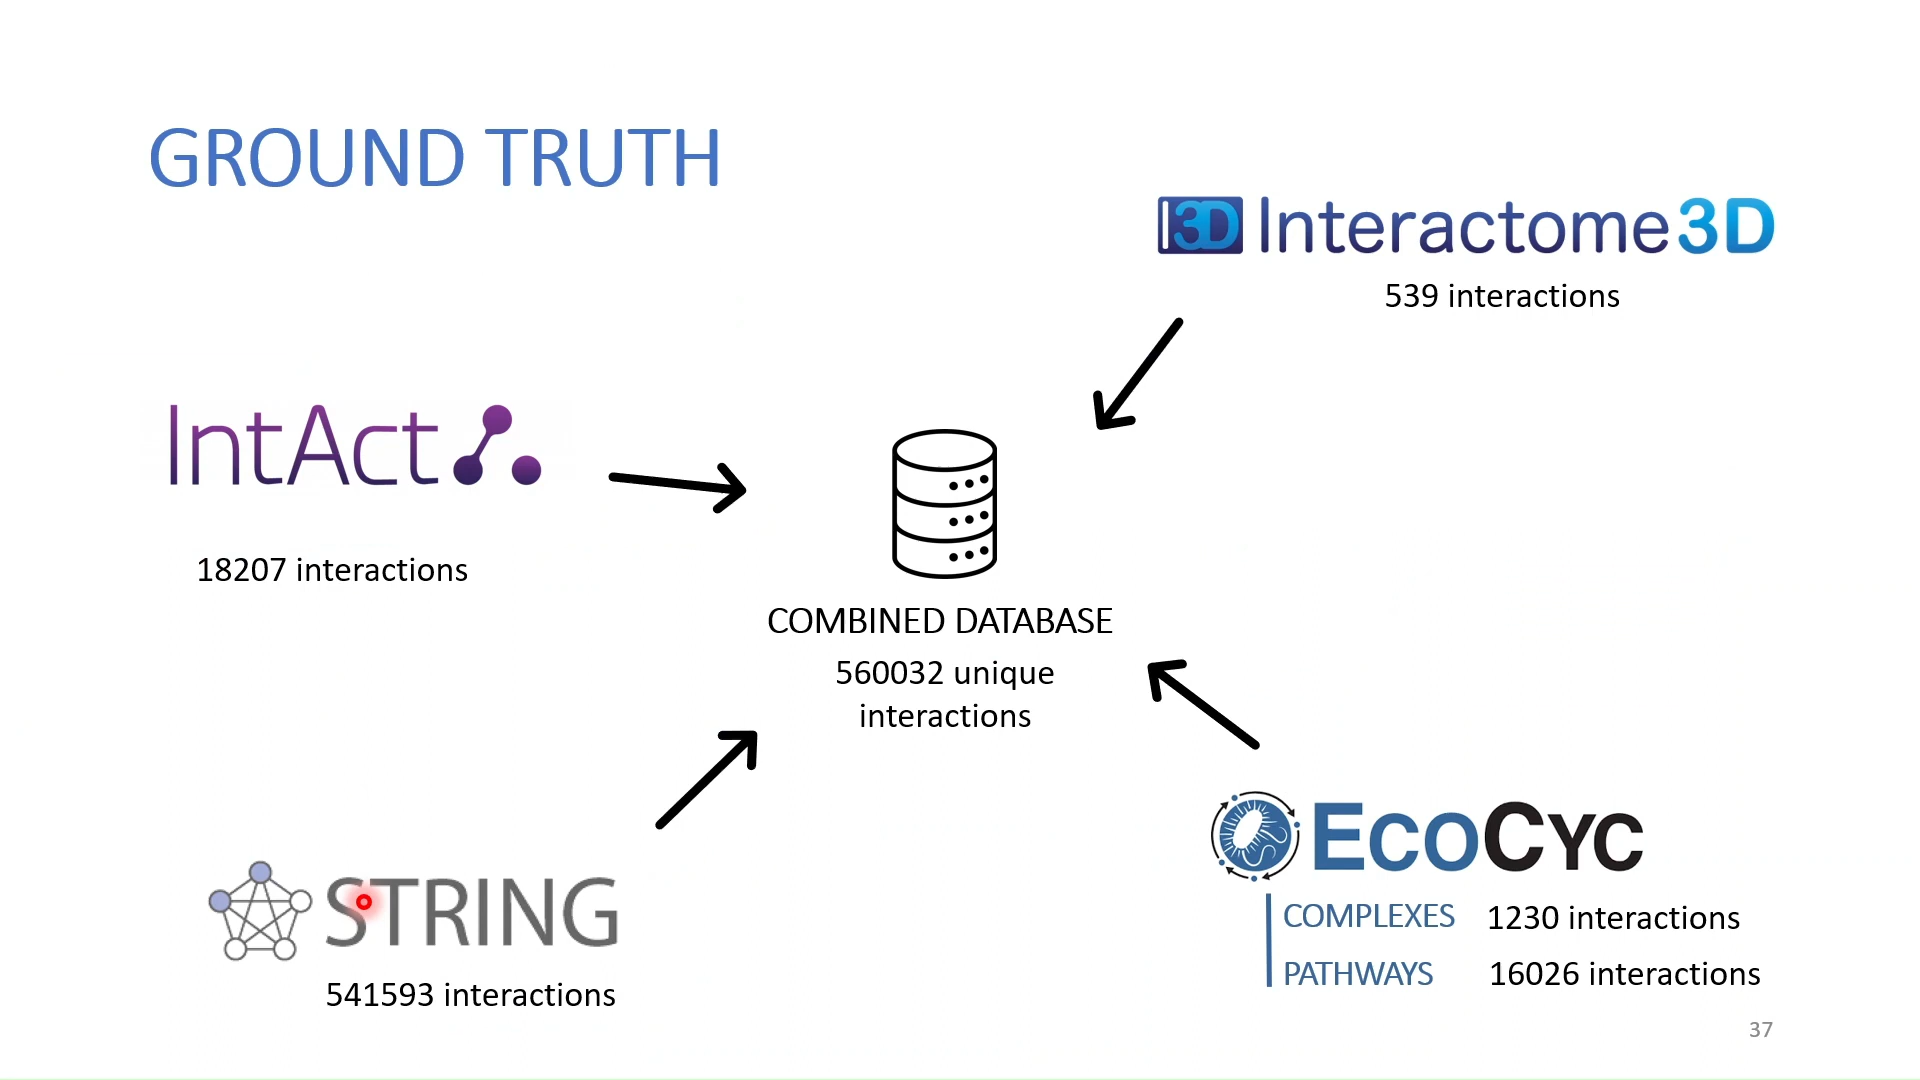 GROUND TRUTH
I3D Interactome3D
539 interactions
IntAct
18207 interactions
COMBINED DATABASE
560032 unique
interactions
STRING
541593 interactions
ECOCYC
COMPLEXES 1230 interactions
PATHWAYS 16026 interactions
37